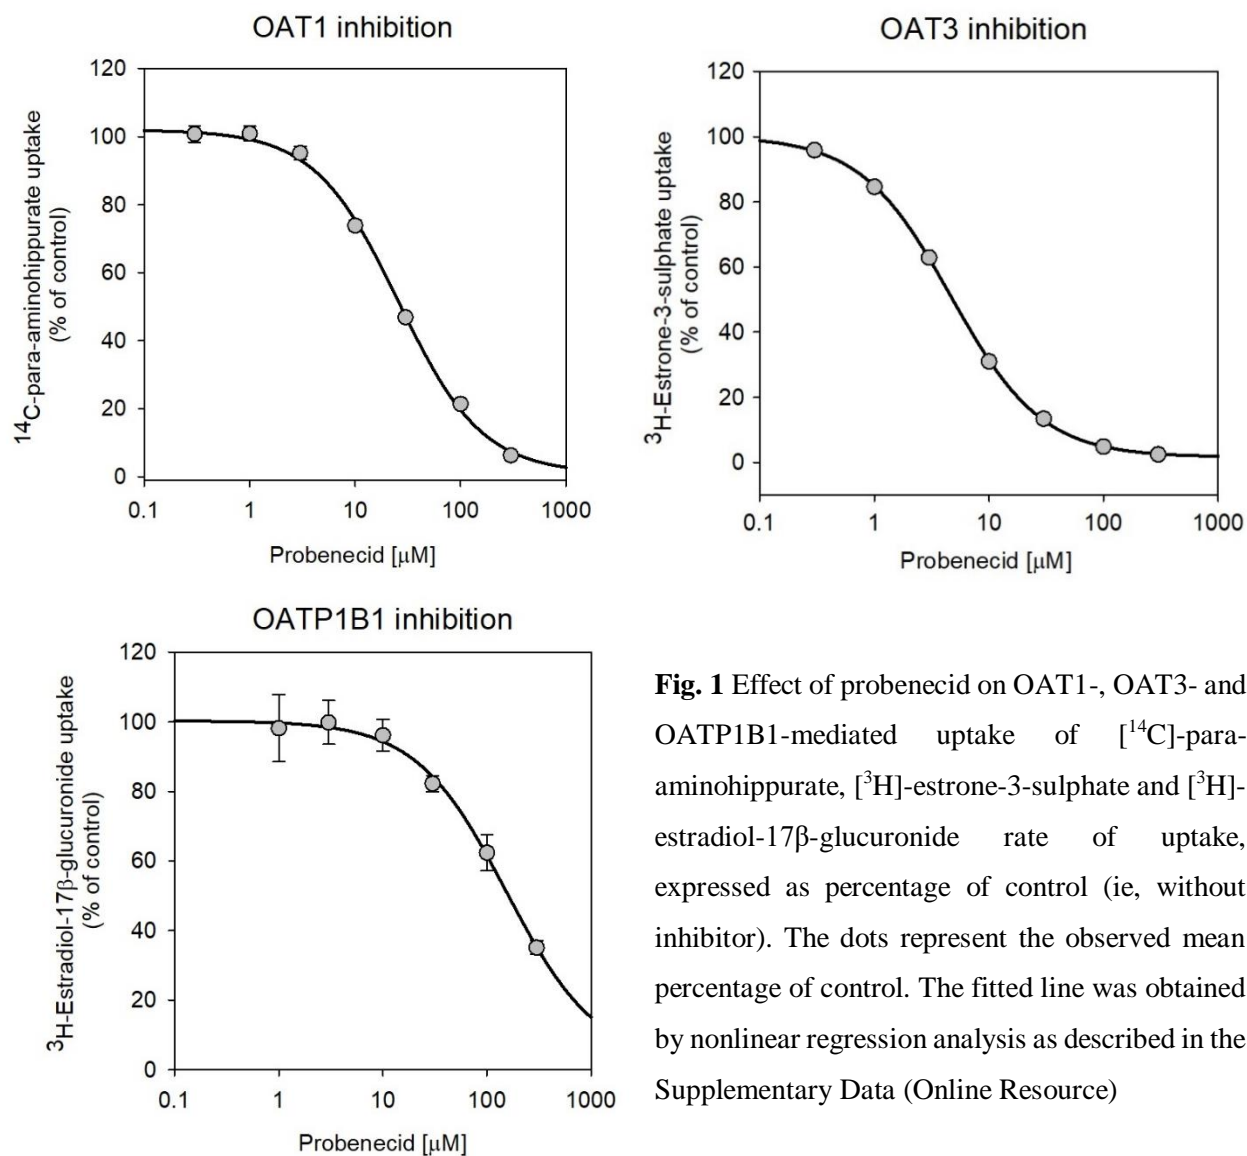 OAT1 inhibition
120
100
80
60
40
20
0
0.1 1 10 100 1000
Probenecid [μM]
¹⁴C-para-aminohippurate uptake
(% of control)
OAT3 inhibition
120
100
80
60
40
20
0
0.1 1 10 100 1000
Probenecid [μM]
³H-Estrone-3-sulphate uptake
(% of control)
OATP1B1 inhibition
120
100
80
60
40
20
0
0.1 1 10 100 1000
Probenecid [μM]
³H-Estradiol-17β-glucuronide uptake
(% of control)
Fig. 1 Effect of probenecid on OAT1-, OAT3- and
OATP1B1-mediated uptake of [¹⁴C]-para-
aminohippurate, [³H]-estrone-3-sulphate and [³H]-
estradiol-17β-glucuronide rate of uptake,
expressed as percentage of control (ie, without
inhibitor). The dots represent the observed mean
percentage of control. The fitted line was obtained
by nonlinear regression analysis as described in the
Supplementary Data (Online Resource)